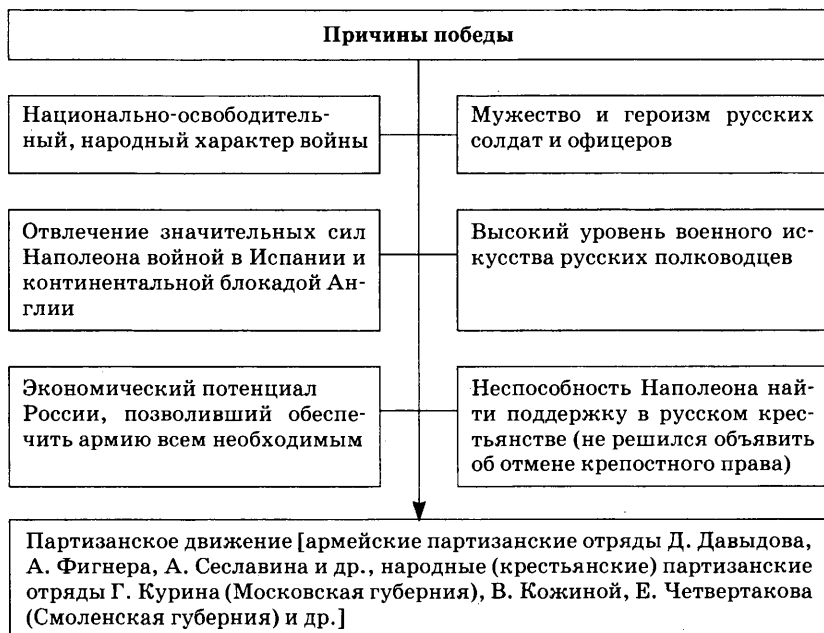 Причины победы
Национально-освободитель-
ный, народный характер войны
Мужество и героизм русских
солдат и офицеров
Отвлечение значительных сил
Наполеона войной в Испании и
континентальной блокадой Ан-
глии
Высокий уровень военного ис-
кусства русских полководцев
Экономический потенциал
России, позволивший обеспе-
чить армию всем необходимым
Неспособность Наполеона най-
ти поддержку в русском крес-
тьянстве (не решился объявить
об отмене крепостного права)
Партизанское движение [армейские партизанские отряды Д. Давыдова,
А. Фигнера, А. Сеславина и др., народные (крестьянские) партизанские
отряды Г. Курина (Московская губерния), В. Кожиной, Е. Четвертакова
(Смоленская губерния) и др.]